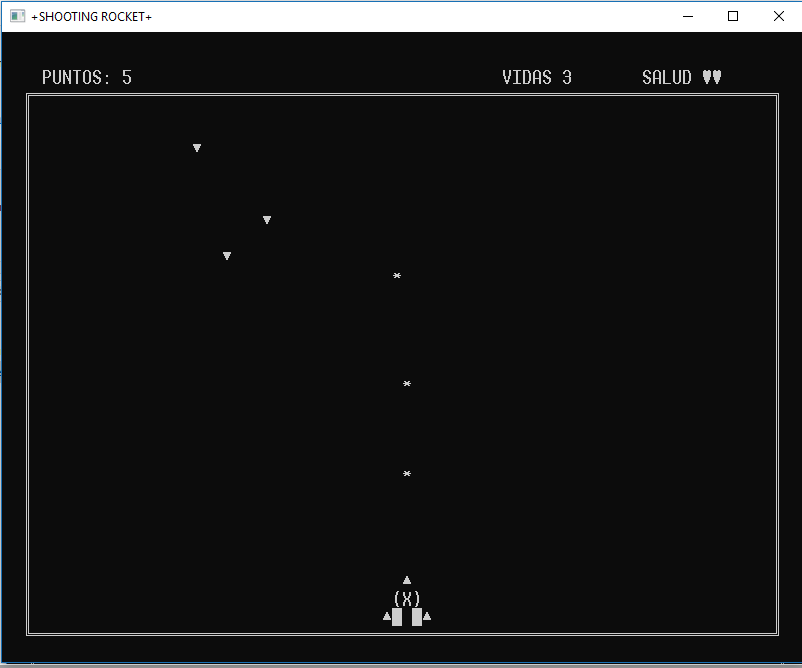 +SHOOTING ROCKET+
PUNTOS: 5 VIDAS 3 SALUD ♥♥
▼
▼
▼
*
*
*
▲
(X)
▲█ █▲